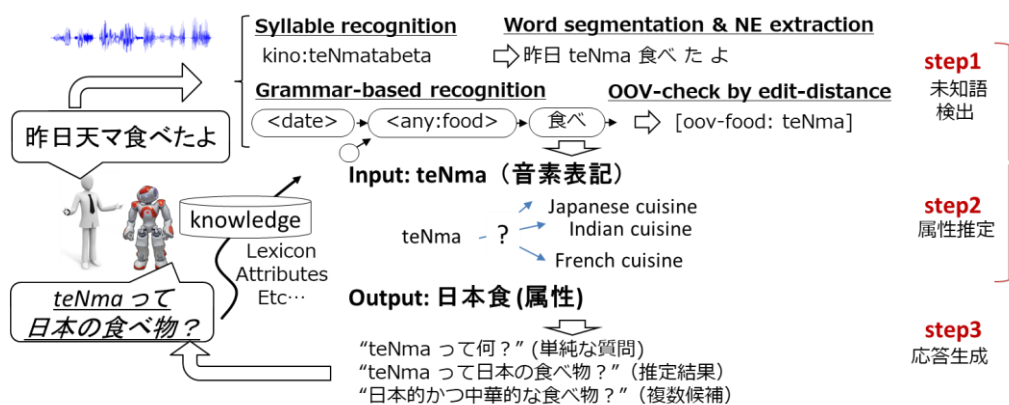 Syllable recognition
Word segmentation & NE extraction
kino:teNmatabeta
昨日 teNma 食べ た よ
Grammar-based recognition
OOV-check by edit-distance
<date>
<any:food>
食べ
[oov-food: teNma]
step1
未知語
検出
昨日天マ食べたよ
Input: teNma（音素表記）
knowledge
Lexicon
Attributes
Etc…
teNma
?
Japanese cuisine
Indian cuisine
French cuisine
step2
属性推定
Output: 日本食 (属性)
teNma って
日本の食べ物？
“teNma って何？” (単純な質問)
“teNma って日本の食べ物？”（推定結果）
“日本的かつ中華的な食べ物？”（複数候補）
step3
応答生成